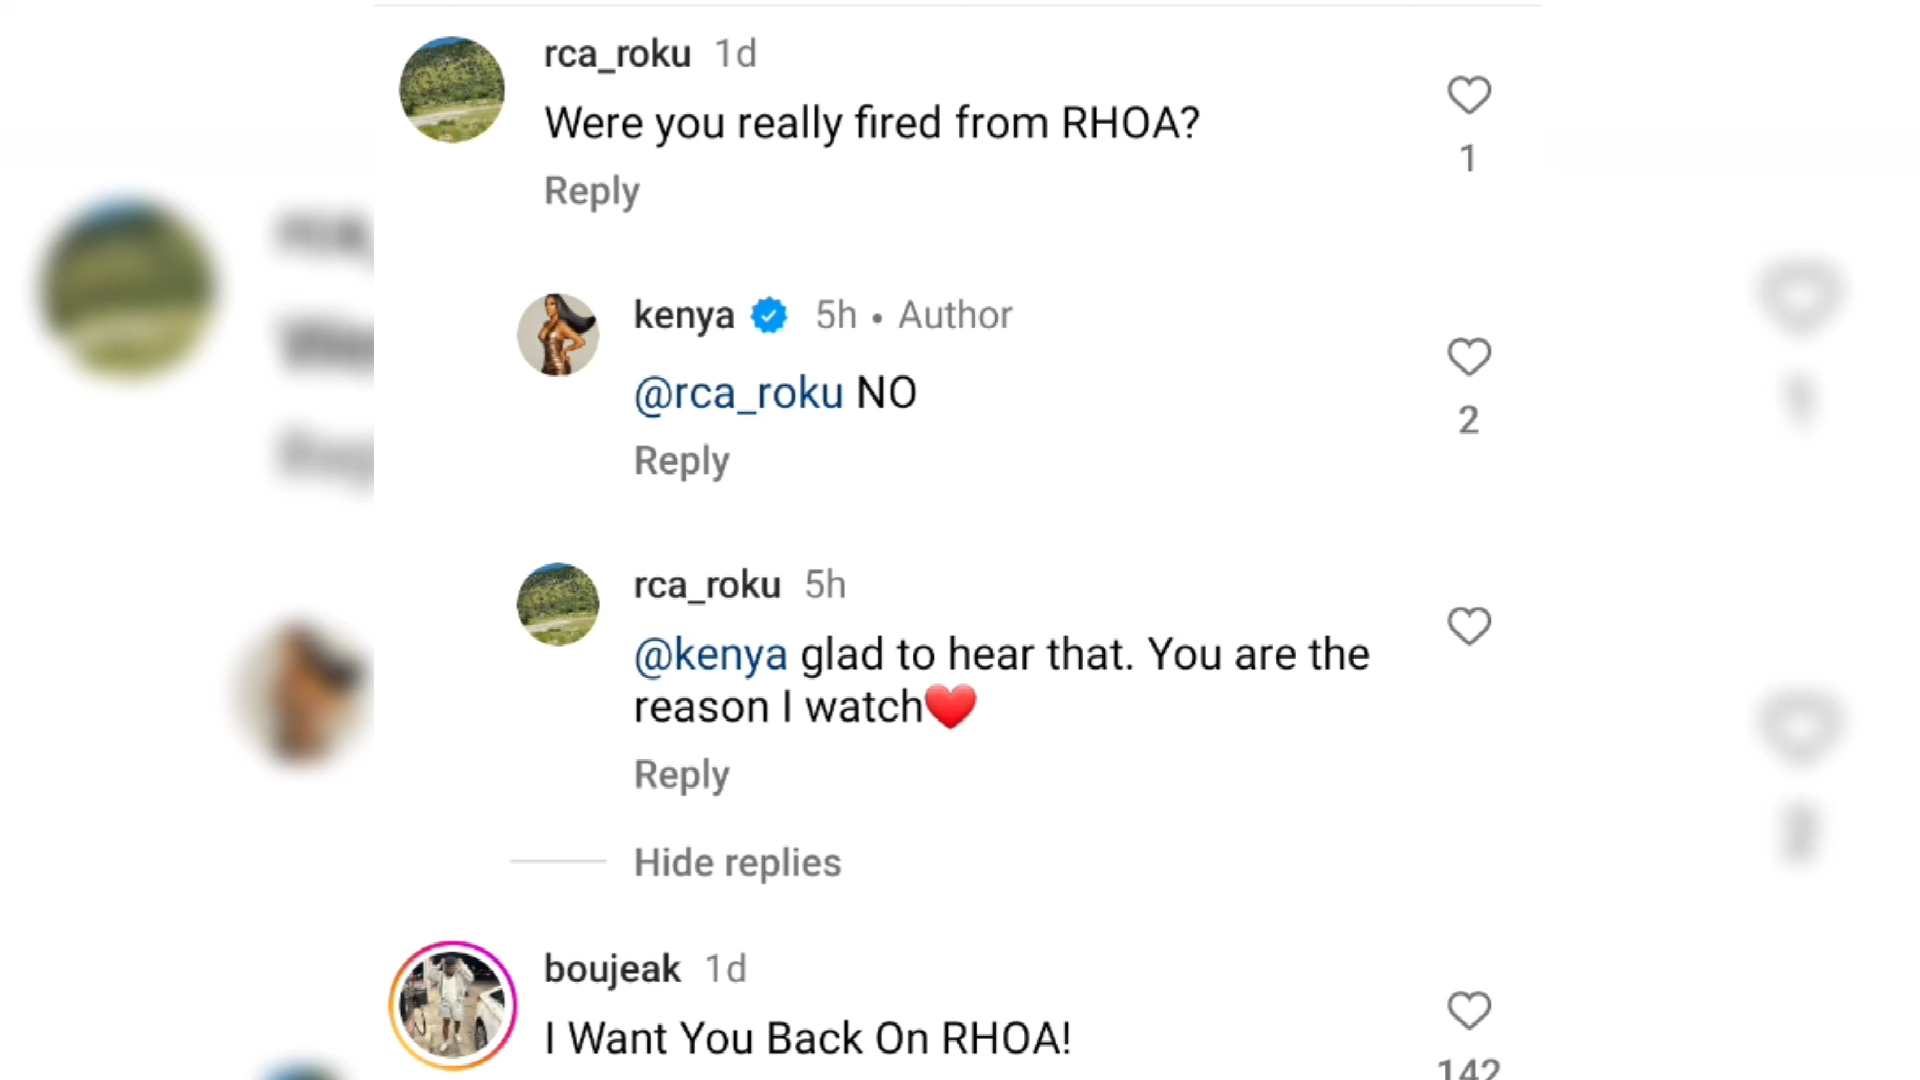 rca_roku 1d
Were you really fired from RHOA?
1
Reply
kenya 5h • Author
@rca_roku NO
2
Reply
rca_roku 5h
@kenya glad to hear that. You are the
reason I watch❤️
Reply
Hide replies
boujeak 1d
I Want You Back On RHOA!
142